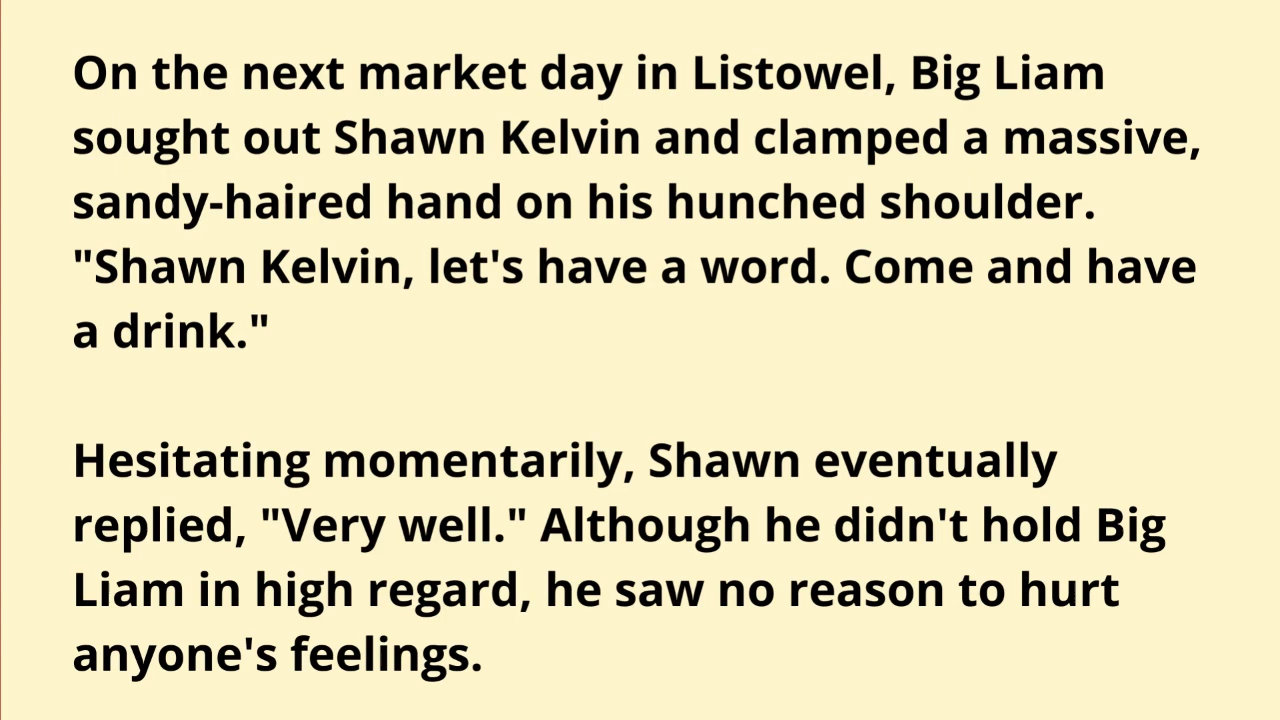 On the next market day in Listowel, Big Liam
sought out Shawn Kelvin and clamped a massive,
sandy-haired hand on his hunched shoulder.
"Shawn Kelvin, let's have a word. Come and have
a drink."
Hesitating momentarily, Shawn eventually
replied, "Very well." Although he didn't hold Big
Liam in high regard, he saw no reason to hurt
anyone's feelings.